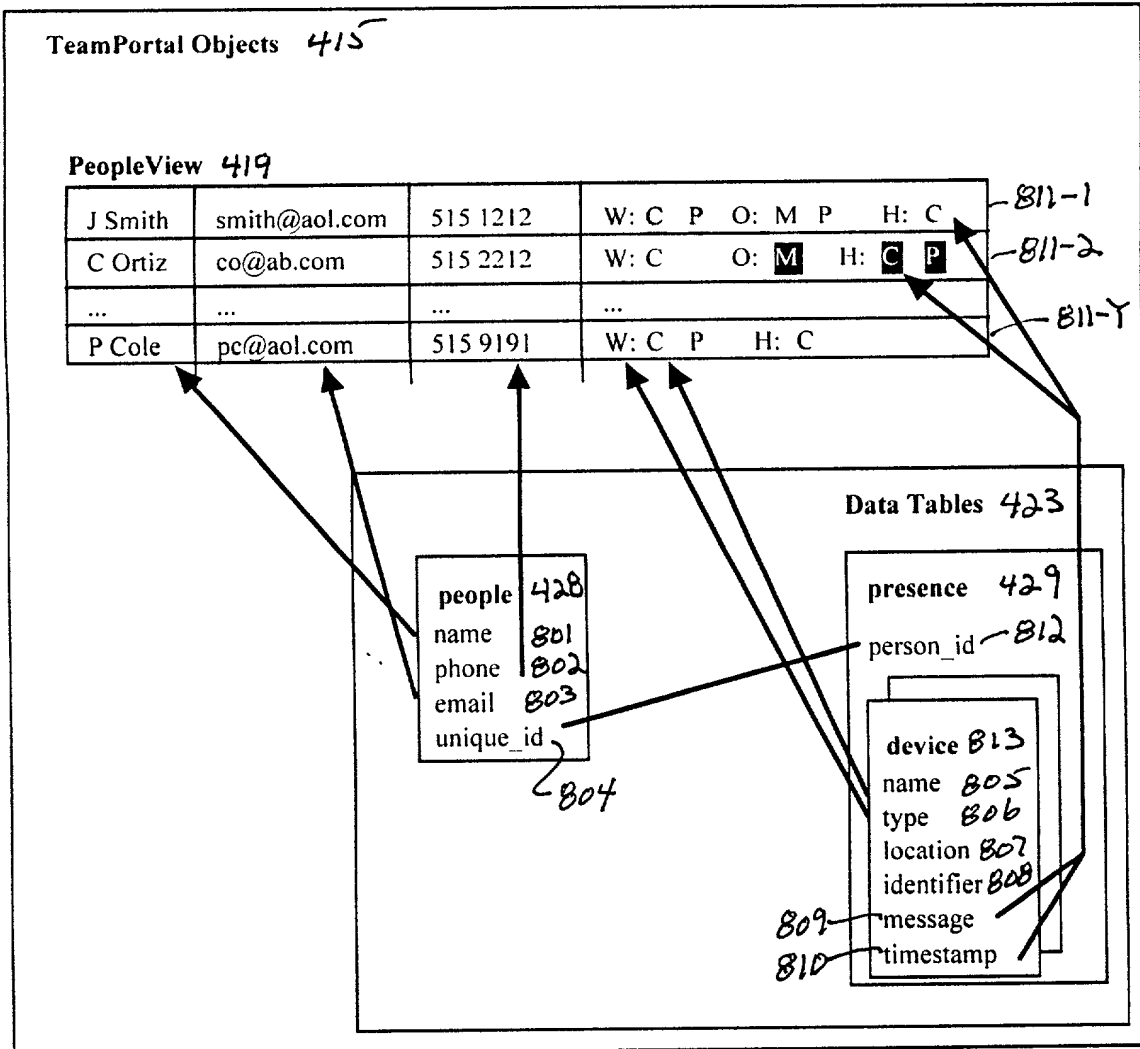 TeamPortal Objects 415
PeopleView 419
J Smith smith@aol.com 515 1212 W: C P O: M P H: C 811-1
C Ortiz co@ab.com 515 2212 W: C O: M H: C P 811-2
... ... ... ...
P Cole pc@aol.com 515 9191 W: C P H: C 811-Y
Data Tables 423
people 428
name 801
phone 802
email 803
unique_id
804
presence 429
person_id 812
device 813
name 805
type 806
location 807
identifier 808
809 message
810 timestamp